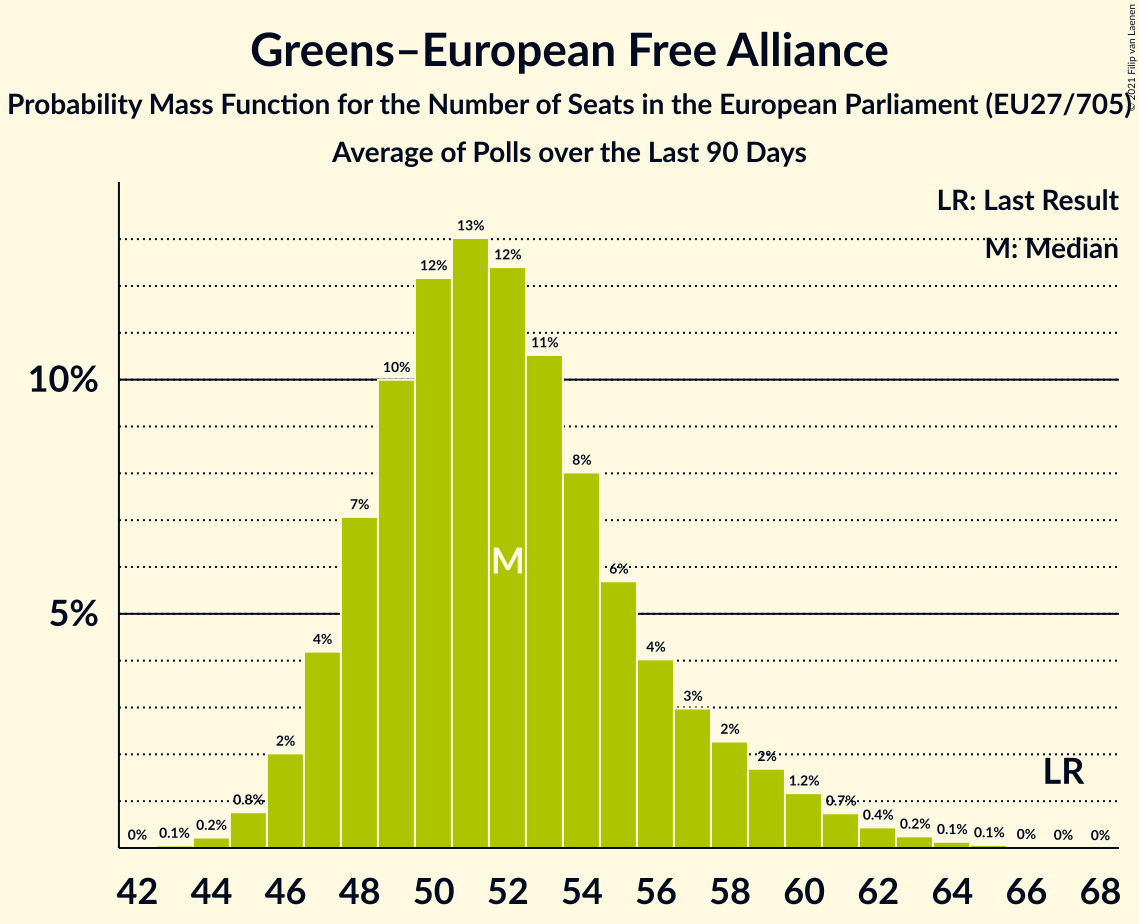 Greens–European Free Alliance
Probability Mass Function for the Number of Seats in the European Parliament (EU27/705)
Average of Polls over the Last 90 Days
© 2021 Filip van Laenen
LR: Last Result
M: Median
13%
12% 12%
11%
10% 10%
8%
7%
M
6%
5%
4% 4%
3%
2% 2%
2%
LR
0% 0.1% 0.2% 0.8% 1.2% 0.7% 0.4% 0.2% 0.1% 0.1% 0% 0% 0%
42 44 46 48 50 52 54 56 58 60 62 64 66 68